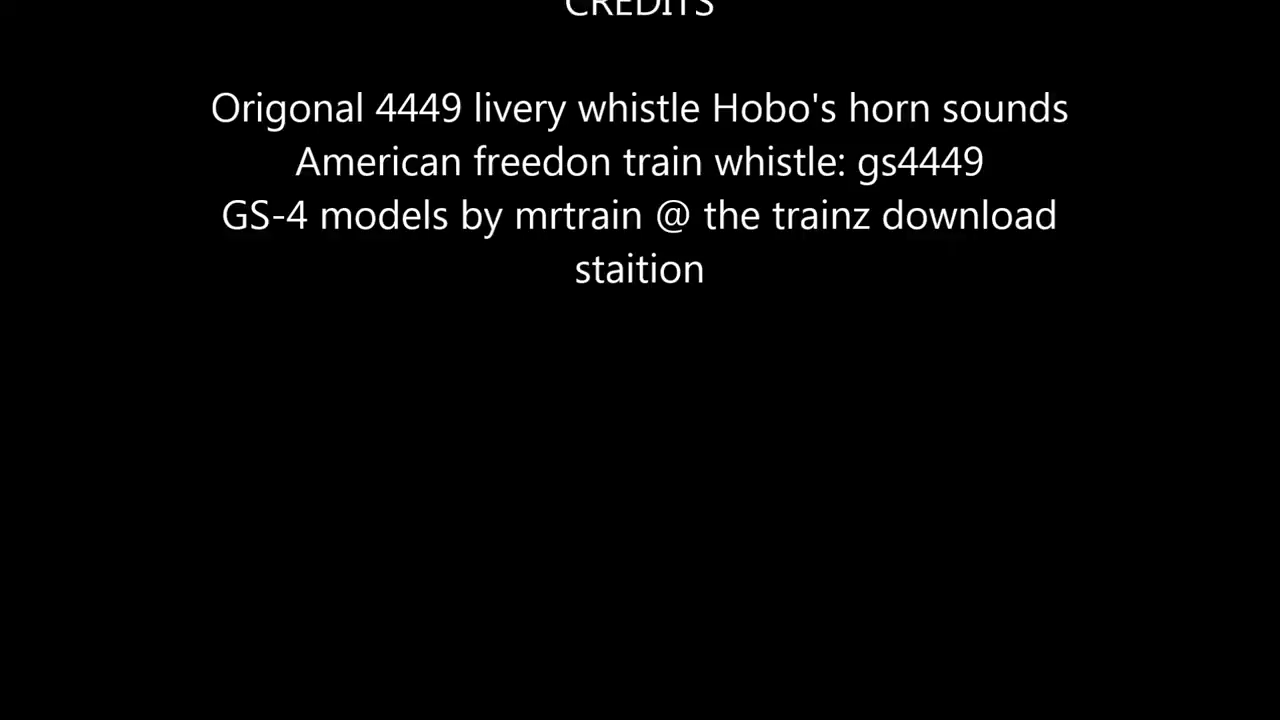 CREDITS
Origonal 4449 livery whistle Hobo's horn sounds
American freedon train whistle: gs4449
GS-4 models by mrtrain @ the trainz download
staition